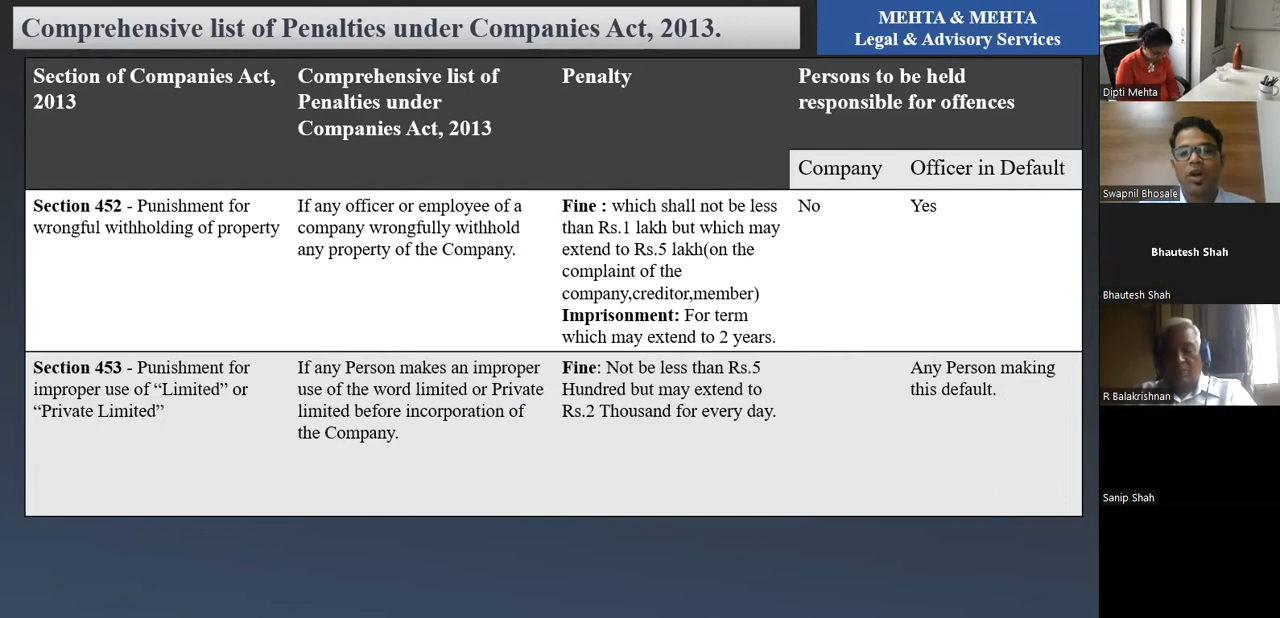 Comprehensive list of Penalties under Companies Act, 2013.
MEHTA & MEHTA
Legal & Advisory Services
Section of Companies Act,
2013
Comprehensive list of
Penalties under
Companies Act, 2013
Penalty
Persons to be held
responsible for offences
Company
Officer in Default
Section 452 - Punishment for
wrongful withholding of property
If any officer or employee of a
company wrongfully withhold
any property of the Company.
Fine : which shall not be less
than Rs.1 lakh but which may
extend to Rs.5 lakh(on the
complaint of the
company,creditor,member)
Imprisonment: For term
which may extend to 2 years.
No
Yes
Section 453 - Punishment for
improper use of “Limited” or
“Private Limited”
If any Person makes an improper
use of the word limited or Private
limited before incorporation of
the Company.
Fine: Not be less than Rs.5
Hundred but may extend to
Rs.2 Thousand for every day.
Any Person making
this default.
Dipti Mehta
Swapnil Bhosale
Bhautesh Shah
Bhautesh Shah
R Balakrishnan
Sanip Shah